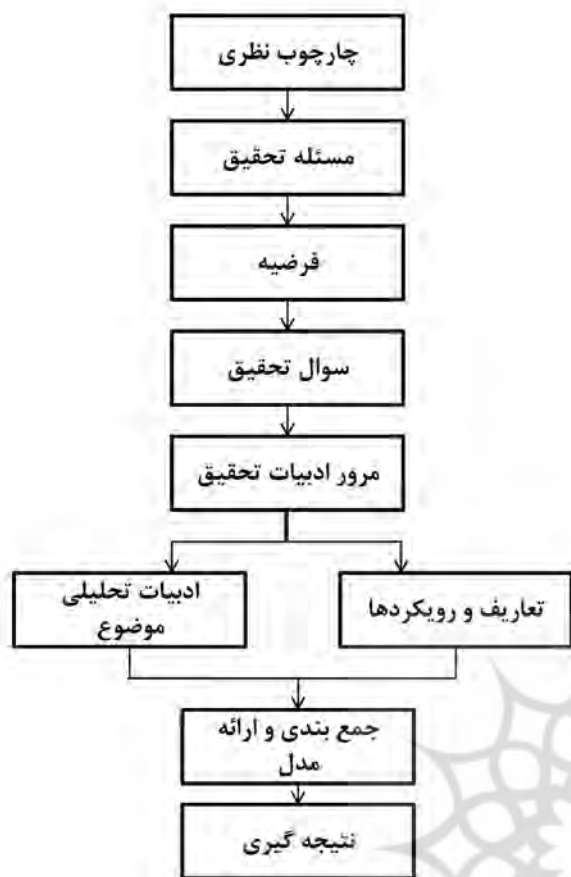 چارچوب نظری
مسئله تحقیق
فرضیه
سوال تحقیق
مرور ادبیات تحقیق
تعاریف و رویکردها
ادبیات تحلیلی
موضوع
جمع بندی و ارائه
مدل
نتیجه گیری